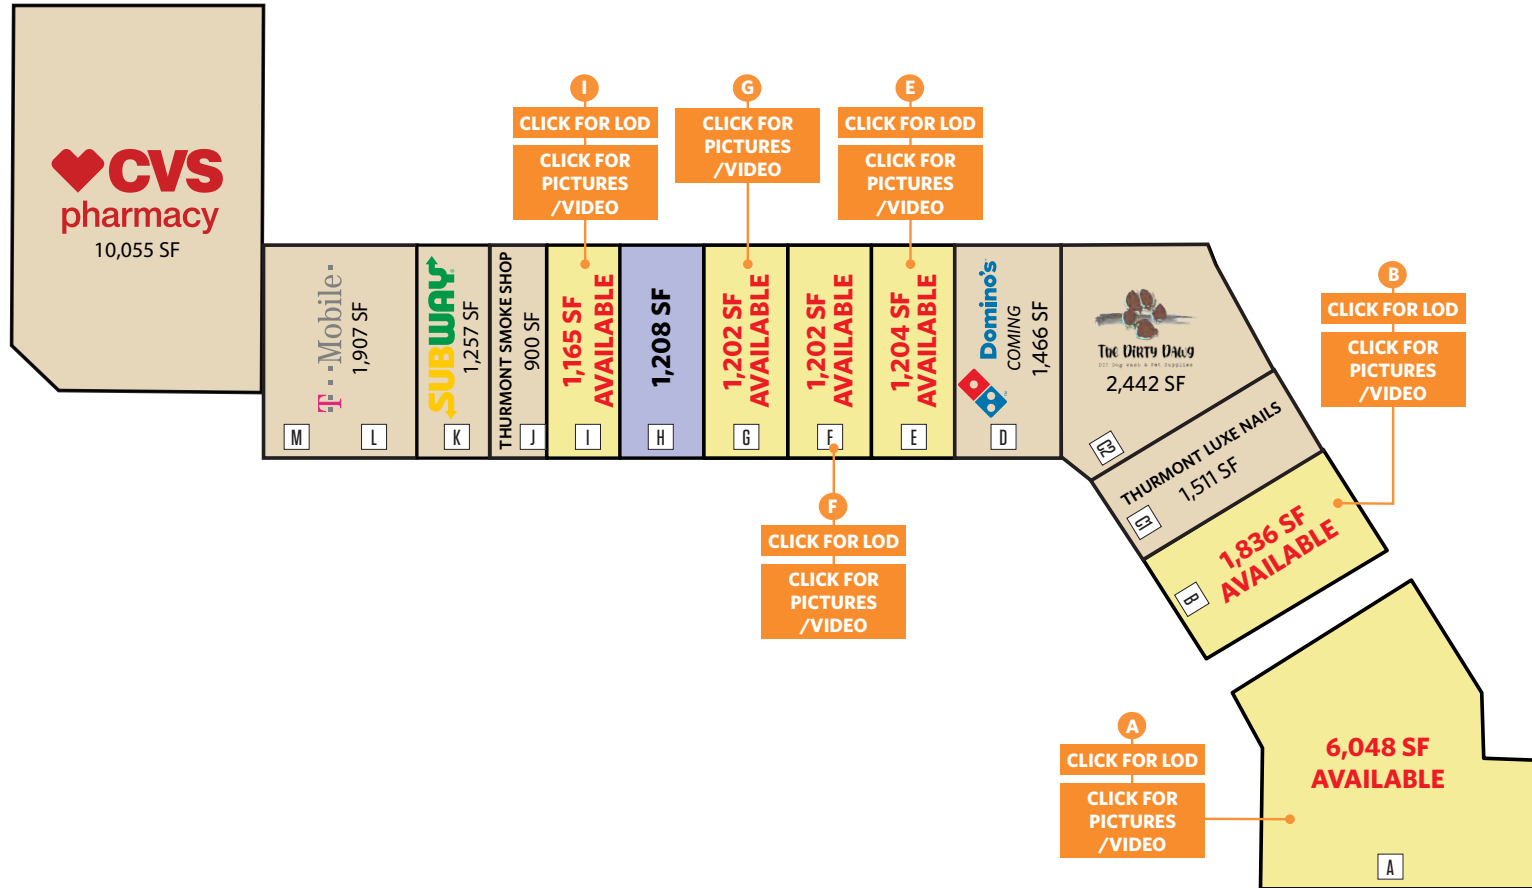 CVS
pharmacy
10,055 SF
T··Mobile·
1,907 SF
M
L
SUBWAY
1,257 SF
K
THURMONT SMOKE SHOP
900 SF
J
I
CLICK FOR LOD
CLICK FOR
PICTURES
/VIDEO
1,165 SF
AVAILABLE
I
1,208 SF
H
G
CLICK FOR
PICTURES
/VIDEO
1,202 SF
AVAILABLE
G
1,202 SF
AVAILABLE
F
F
CLICK FOR LOD
CLICK FOR
PICTURES
/VIDEO
E
CLICK FOR LOD
CLICK FOR
PICTURES
/VIDEO
1,204 SF
AVAILABLE
E
Domino's
COMING
1,466 SF
D
The Dirty Dawg
DIY Dog Wash & Pet Supplies
2,442 SF
C2
THURMONT LUXE NAILS
1,511 SF
C1
B
CLICK FOR LOD
CLICK FOR
PICTURES
/VIDEO
1,836 SF
AVAILABLE
B
A
CLICK FOR LOD
CLICK FOR
PICTURES
/VIDEO
6,048 SF
AVAILABLE
A